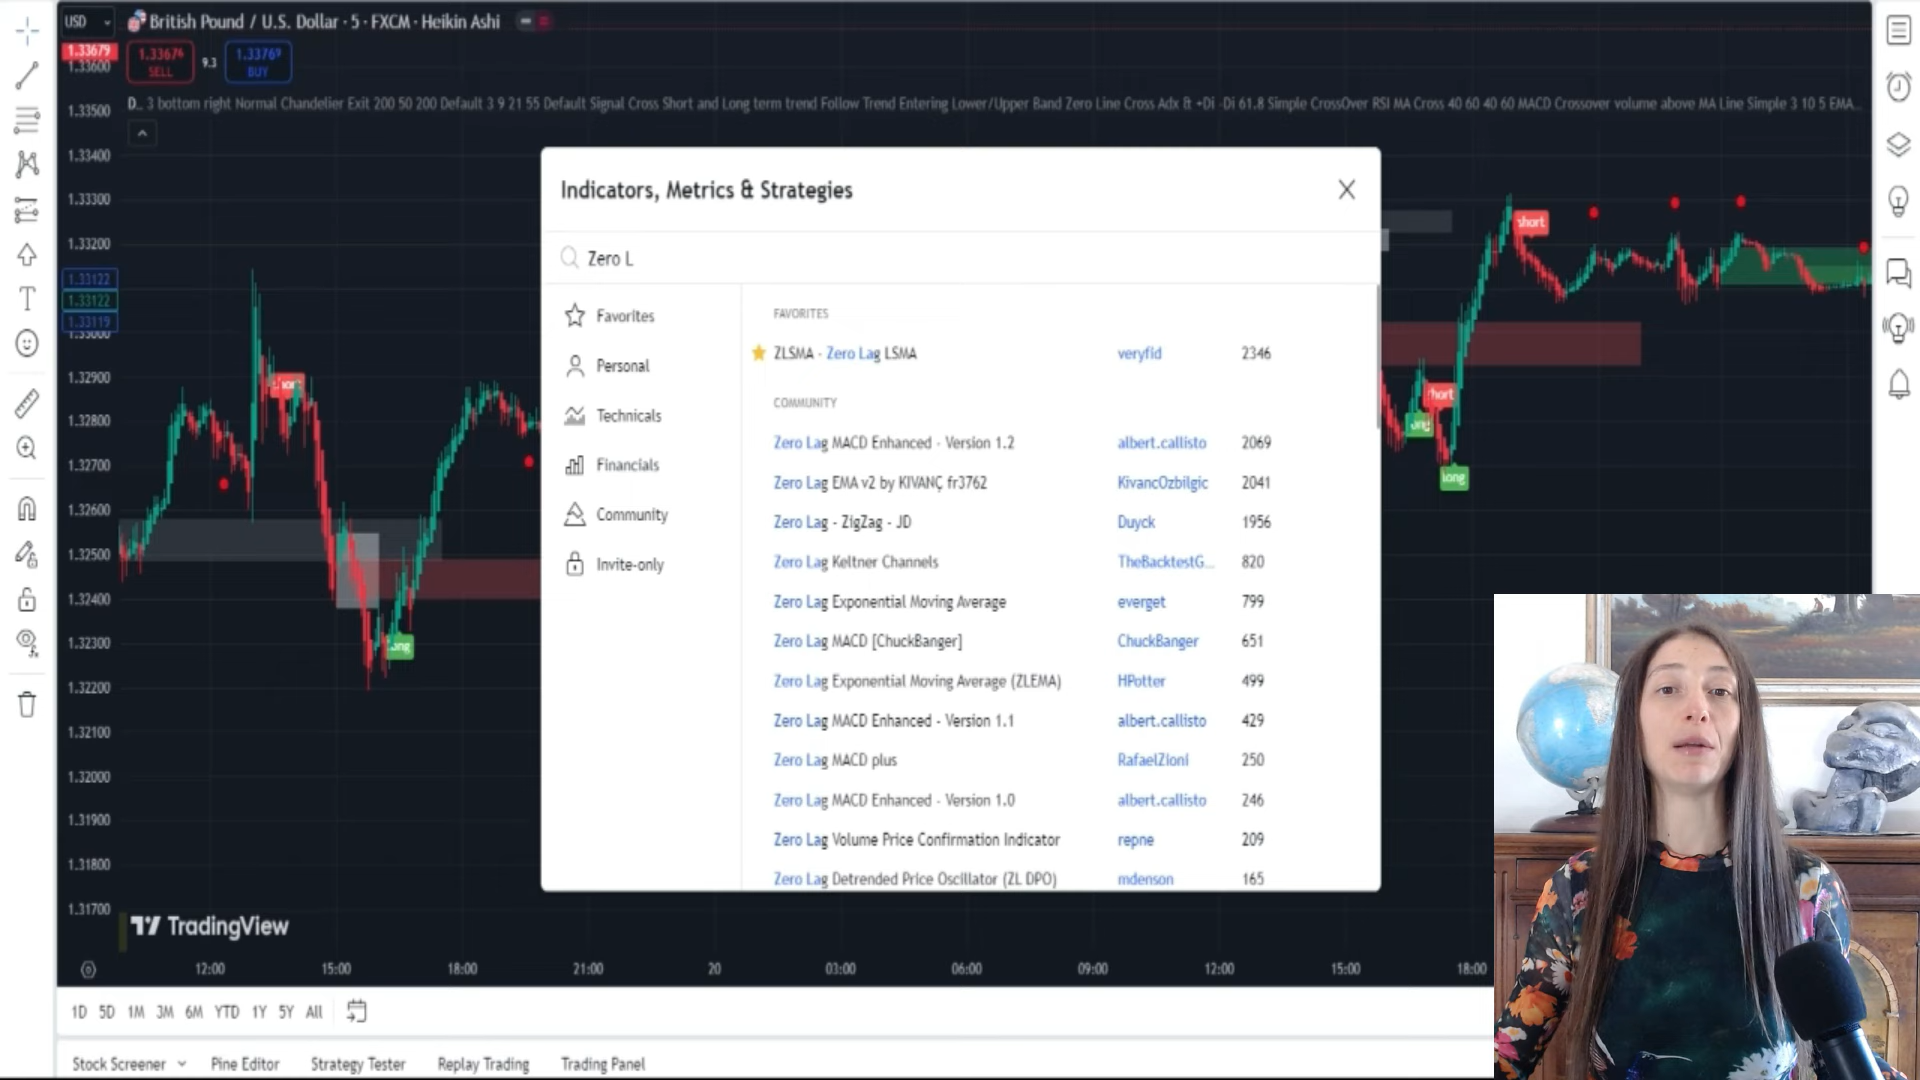 USD
British Pound / U.S. Dollar · 5 · FXCM · Heikin Ashi
1.33679
1.33600
1.33676
SELL
9.3
1.33769
BUY
D.. 3 bottom right Normal Chandelier Exit 200 50 200 Default 3 9 21 55 Default Signal Cross Short and Long term trend Follow Trend Entering Lower/Upper Band Zero Line Cross Adx & +Di -Di 61.8 Simple CrossOver RSI MA Cross 40 60 40 60 MACD Crossover volume above MA Line Simple 3 10 5 EMA...
1.33500
1.33400
1.33300
1.33200
1.33122
1.33122
1.33119
1.33000
1.32900
1.32800
1.32700
1.32600
1.32500
1.32400
1.32300
1.32200
1.32100
1.32000
1.31900
1.31800
1.31700
short
long
short
short
long
long
Indicators, Metrics & Strategies
Zero L
Favorites
Personal
Technicals
Financials
Community
Invite-only
FAVORITES
ZLSMA - Zero Lag LSMA veryfid 2346
COMMUNITY
Zero Lag MACD Enhanced - Version 1.2 albert.callisto 2069
Zero Lag EMA v2 by KIVANÇ fr3762 KivancOzbilgic 2041
Zero Lag - ZigZag - JD Duyck 1956
Zero Lag Keltner Channels TheBacktestG... 820
Zero Lag Exponential Moving Average everget 799
Zero Lag MACD [ChuckBanger] ChuckBanger 651
Zero Lag Exponential Moving Average (ZLEMA) HPotter 499
Zero Lag MACD Enhanced - Version 1.1 albert.callisto 429
Zero Lag MACD plus RafaelZioni 250
Zero Lag MACD Enhanced - Version 1.0 albert.callisto 246
Zero Lag Volume Price Confirmation Indicator repne 209
Zero Lag Detrended Price Oscillator (ZL DPO) mdenson 165
TradingView
12:00 15:00 18:00 21:00 20 03:00 06:00 09:00 12:00 15:00 18:00
1D 5D 1M 3M 6M YTD 1Y 5Y All
Stock Screener Pine Editor Strategy Tester Replay Trading Trading Panel